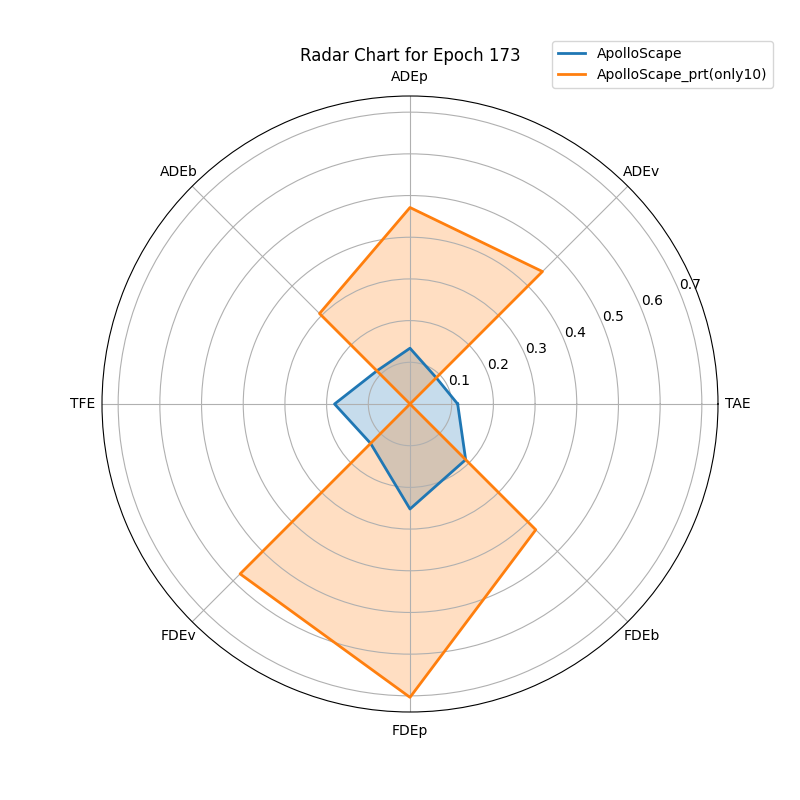 Radar Chart for Epoch 173
ApolloScape
ApolloScape_prt(only10)
ADEp
ADEb
ADEv
0.7
0.6
0.5
0.4
0.3
0.2
0.1
TFE
TAE
FDEv
FDEb
FDEp